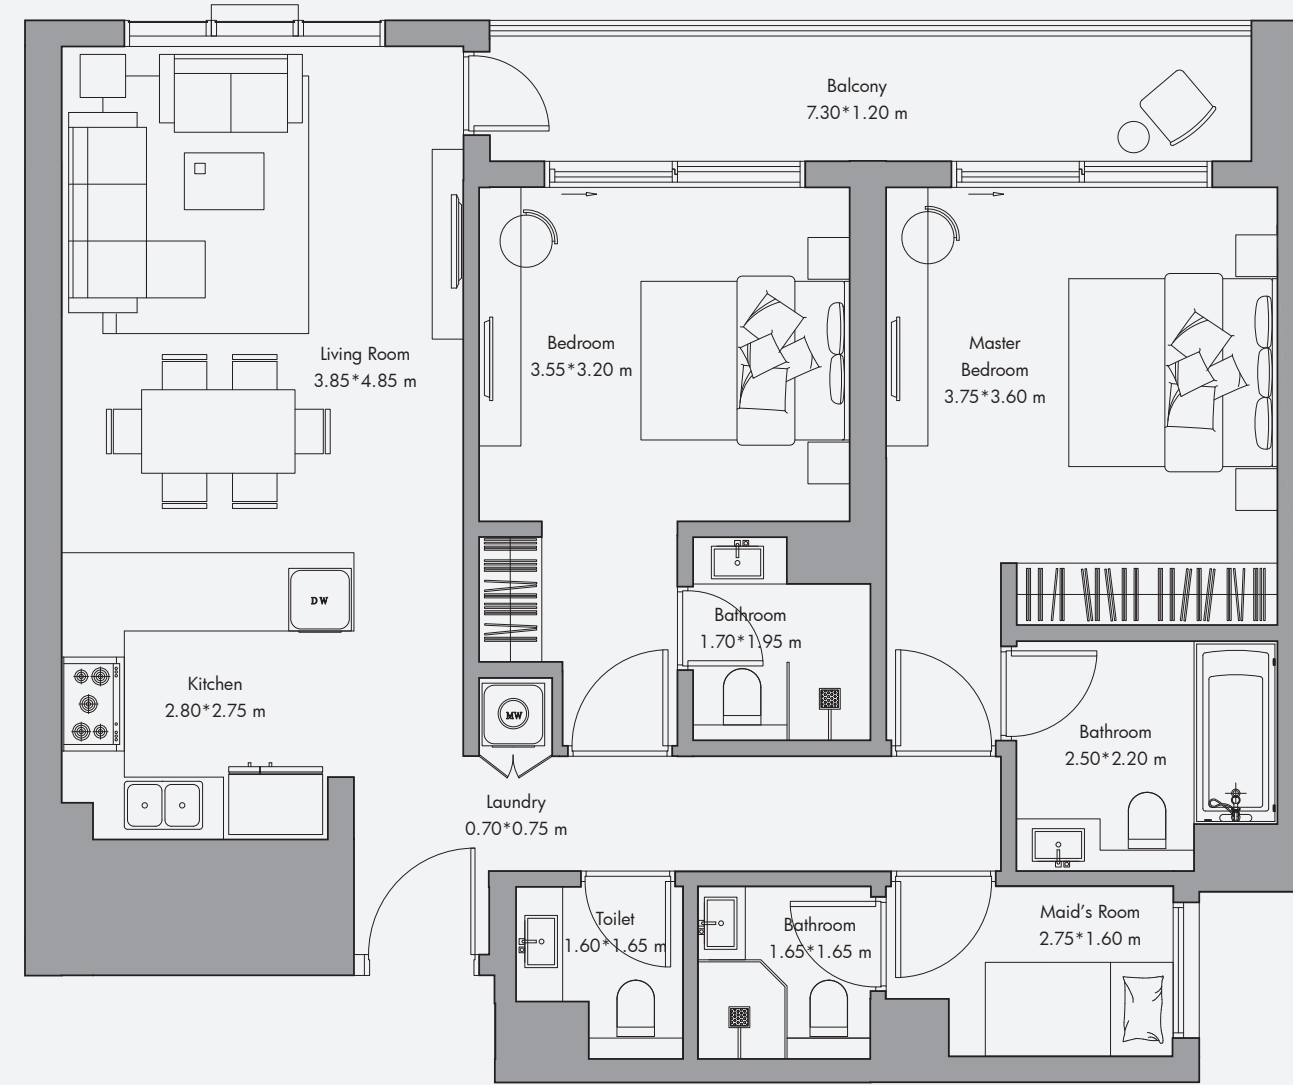 Balcony
7.30*1.20 m
Living Room
3.85*4.85 m
Bedroom
3.55*3.20 m
Master
Bedroom
3.75*3.60 m
DW
Kitchen
2.80*2.75 m
Bathroom
1.70*1.95 m
MW
Laundry
0.70*0.75 m
Bathroom
2.50*2.20 m
Toilet
1.60*1.65 m
Bathroom
1.65*1.65 m
Maid's Room
2.75*1.60 m